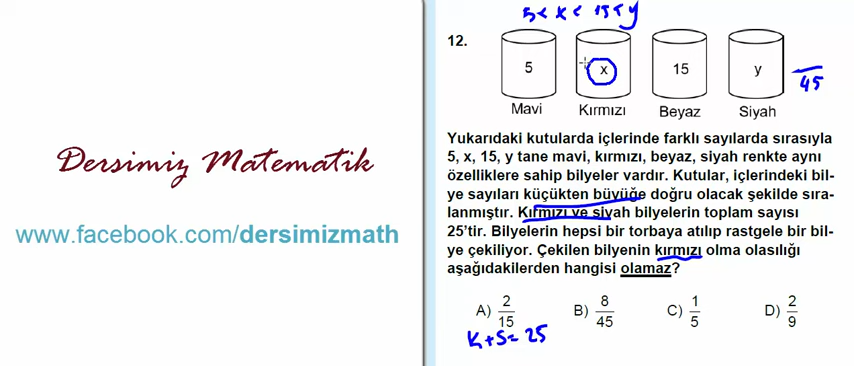 Dersimiz Matematik
www.facebook.com/dersimizmath
5 < x < 15 < y
12.
5 x 15 y
45
Mavi Kırmızı Beyaz Siyah
Yukarıdaki kutularda içlerinde farklı sayılarda sırasıyla
5, x, 15, y tane mavi, kırmızı, beyaz, siyah renkte aynı
özelliklere sahip bilyeler vardır. Kutular, içlerindeki bil-
ye sayıları küçükten büyüğe doğru olacak şekilde sıra-
lanmıştır. Kırmızı ve siyah bilyelerin toplam sayısı
25'tir. Bilyelerin hepsi bir torbaya atılıp rastgele bir bil-
ye çekiliyor. Çekilen bilyenin kırmızı olma olasılığı
aşağıdakilerden hangisi olamaz?
A) 2/15 B) 8/45 C) 1/5 D) 2/9
K+S=25